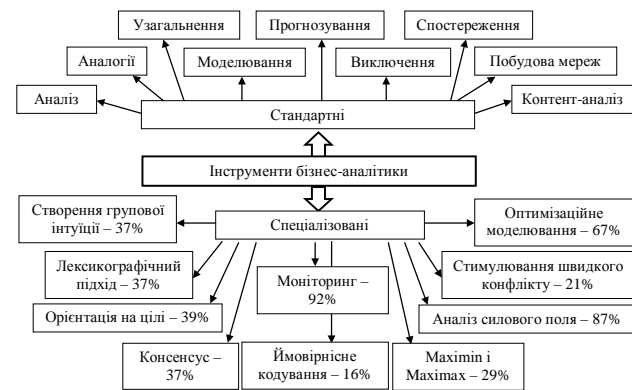 Узагальнення
Прогнозування
Спостереження
Аналогії
Моделювання
Виключення
Побудова мереж
Аналіз
Контент-аналіз
Стандартні
Інструменти бізнес-аналітики
Створення групової
інтуїції – 37%
Спеціалізовані
Оптимізаційне
моделювання – 67%
Лексикографічний
підхід – 37%
Моніторинг –
92%
Стимулювання швидкого
конфлікту – 21%
Орієнтація на цілі – 39%
Аналіз силового поля – 87%
Консенсус –
37%
Ймовірнісне
кодування – 16%
Maximin і
Maximax – 29%